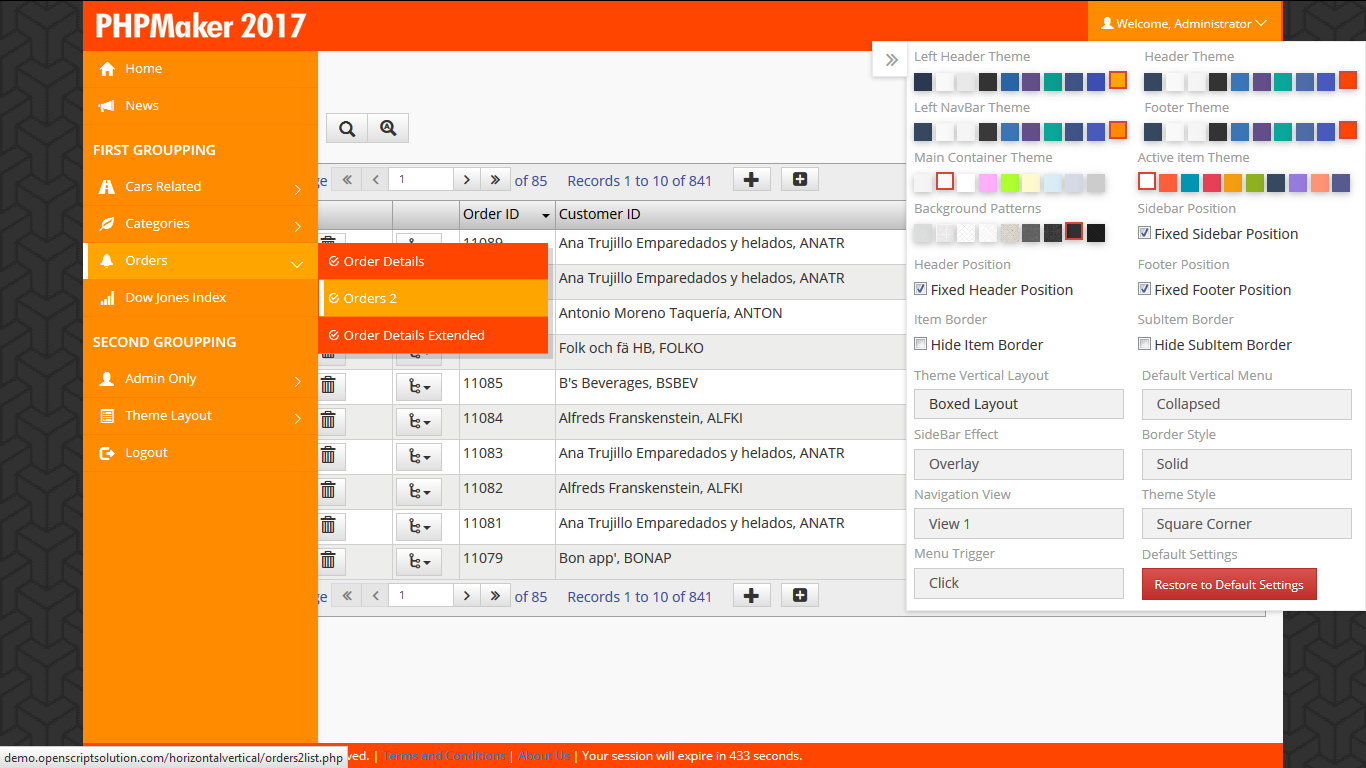 PHPMaker 2017
Welcome, Administrator
Home
News
FIRST GROUPPING
Cars Related
Categories
Orders
Dow Jones Index
SECOND GROUPPING
Admin Only
Theme Layout
Logout
Order Details
Orders 2
Order Details Extended
1 of 85 Records 1 to 10 of 841
Order ID Customer ID
11089 Ana Trujillo Emparedados y helados, ANATR
Ana Trujillo Emparedados y helados, ANATR
Antonio Moreno Taquería, ANTON
Folk och fä HB, FOLKO
11085 B's Beverages, BSBEV
11084 Alfreds Franskenstein, ALFKI
11083 Ana Trujillo Emparedados y helados, ANATR
11082 Alfreds Franskenstein, ALFKI
11081 Ana Trujillo Emparedados y helados, ANATR
11079 Bon app', BONAP
1 of 85 Records 1 to 10 of 841
Left Header Theme Header Theme
Left NavBar Theme Footer Theme
Main Container Theme Active Item Theme
Background Patterns Sidebar Position
Fixed Sidebar Position
Header Position Footer Position
Fixed Header Position Fixed Footer Position
Item Border SubItem Border
Hide Item Border Hide SubItem Border
Theme Vertical Layout Default Vertical Menu
Boxed Layout Collapsed
SideBar Effect Border Style
Overlay Solid
Navigation View Theme Style
View 1 Square Corner
Menu Trigger Default Settings
Click Restore to Default Settings
demo.openscriptsolution.com/horizontalvertical/orders2list.php
| Terms and Conditions | About Us | Your session will expire in 433 seconds.